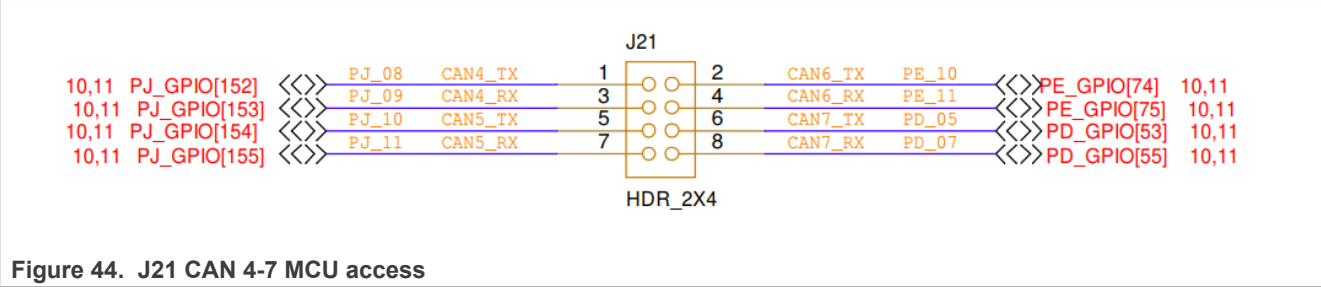 J21
10,11 PJ_GPIO[152] PJ_08 CAN4_TX 1 2 CAN6_TX PE_10 PE_GPIO[74] 10,11
10,11 PJ_GPIO[153] PJ_09 CAN4_RX 3 4 CAN6_RX PE_11 PE_GPIO[75] 10,11
10,11 PJ_GPIO[154] PJ_10 CAN5_TX 5 6 CAN7_TX PD_05 PD_GPIO[53] 10,11
10,11 PJ_GPIO[155] PJ_11 CAN5_RX 7 8 CAN7_RX PD_07 PD_GPIO[55] 10,11
HDR_2X4
Figure 44. J21 CAN 4-7 MCU access